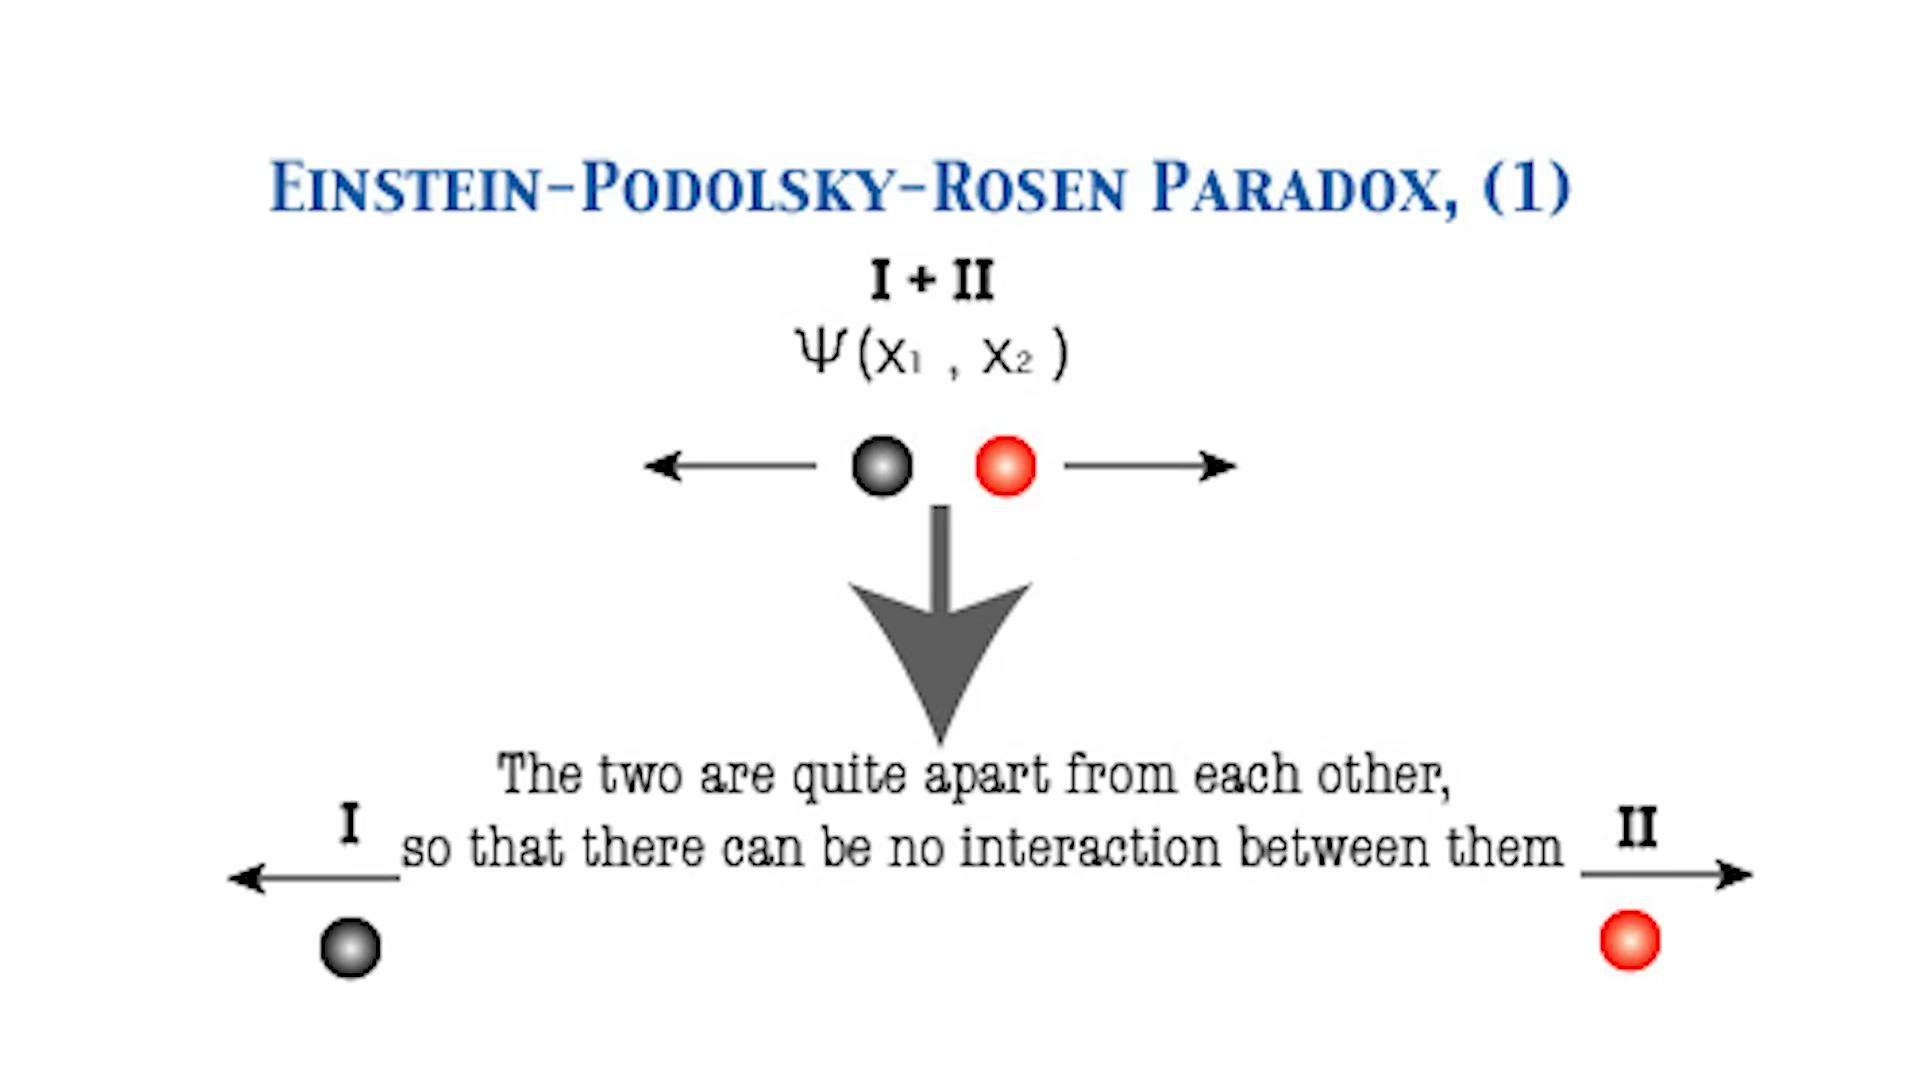 EINSTEIN-PODOLSKY-ROSEN PARADOX, (1)
I + II
Ψ(x₁ , x₂ )
The two are quite apart from each other,
I
so that there can be no interaction between them
II